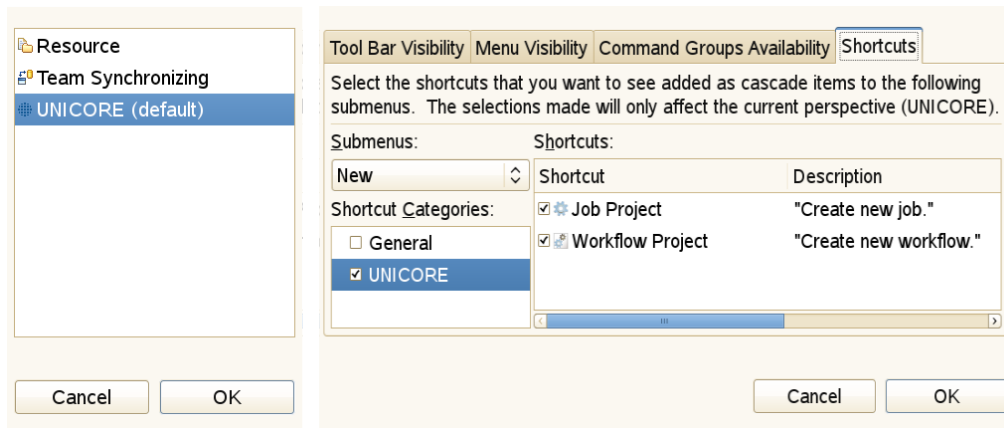 Resource
Team Synchronizing
UNICORE (default)
Cancel OK
Tool Bar Visibility Menu Visibility Command Groups Availability Shortcuts
Select the shortcuts that you want to see added as cascade items to the following
submenus. The selections made will only affect the current perspective (UNICORE).
Submenus: Shortcuts:
New Shortcut Description
Shortcut Categories: Job Project "Create new job."
General Workflow Project "Create new workflow."
UNICORE
Cancel OK